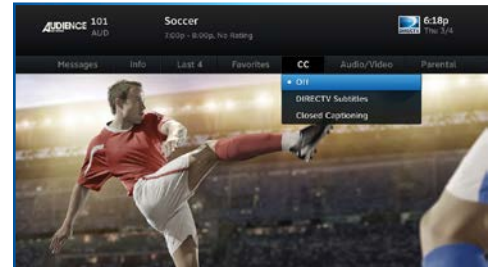 AUDIENCE 101
AUD
Soccer
7:00p - 8:00p, No Rating
DIRECTV
6:18p
Thu 3/4
Messages Info Last 4 Favorites CC Audio/Video Parental
Off
DIRECTV Subtitles
Closed Captioning